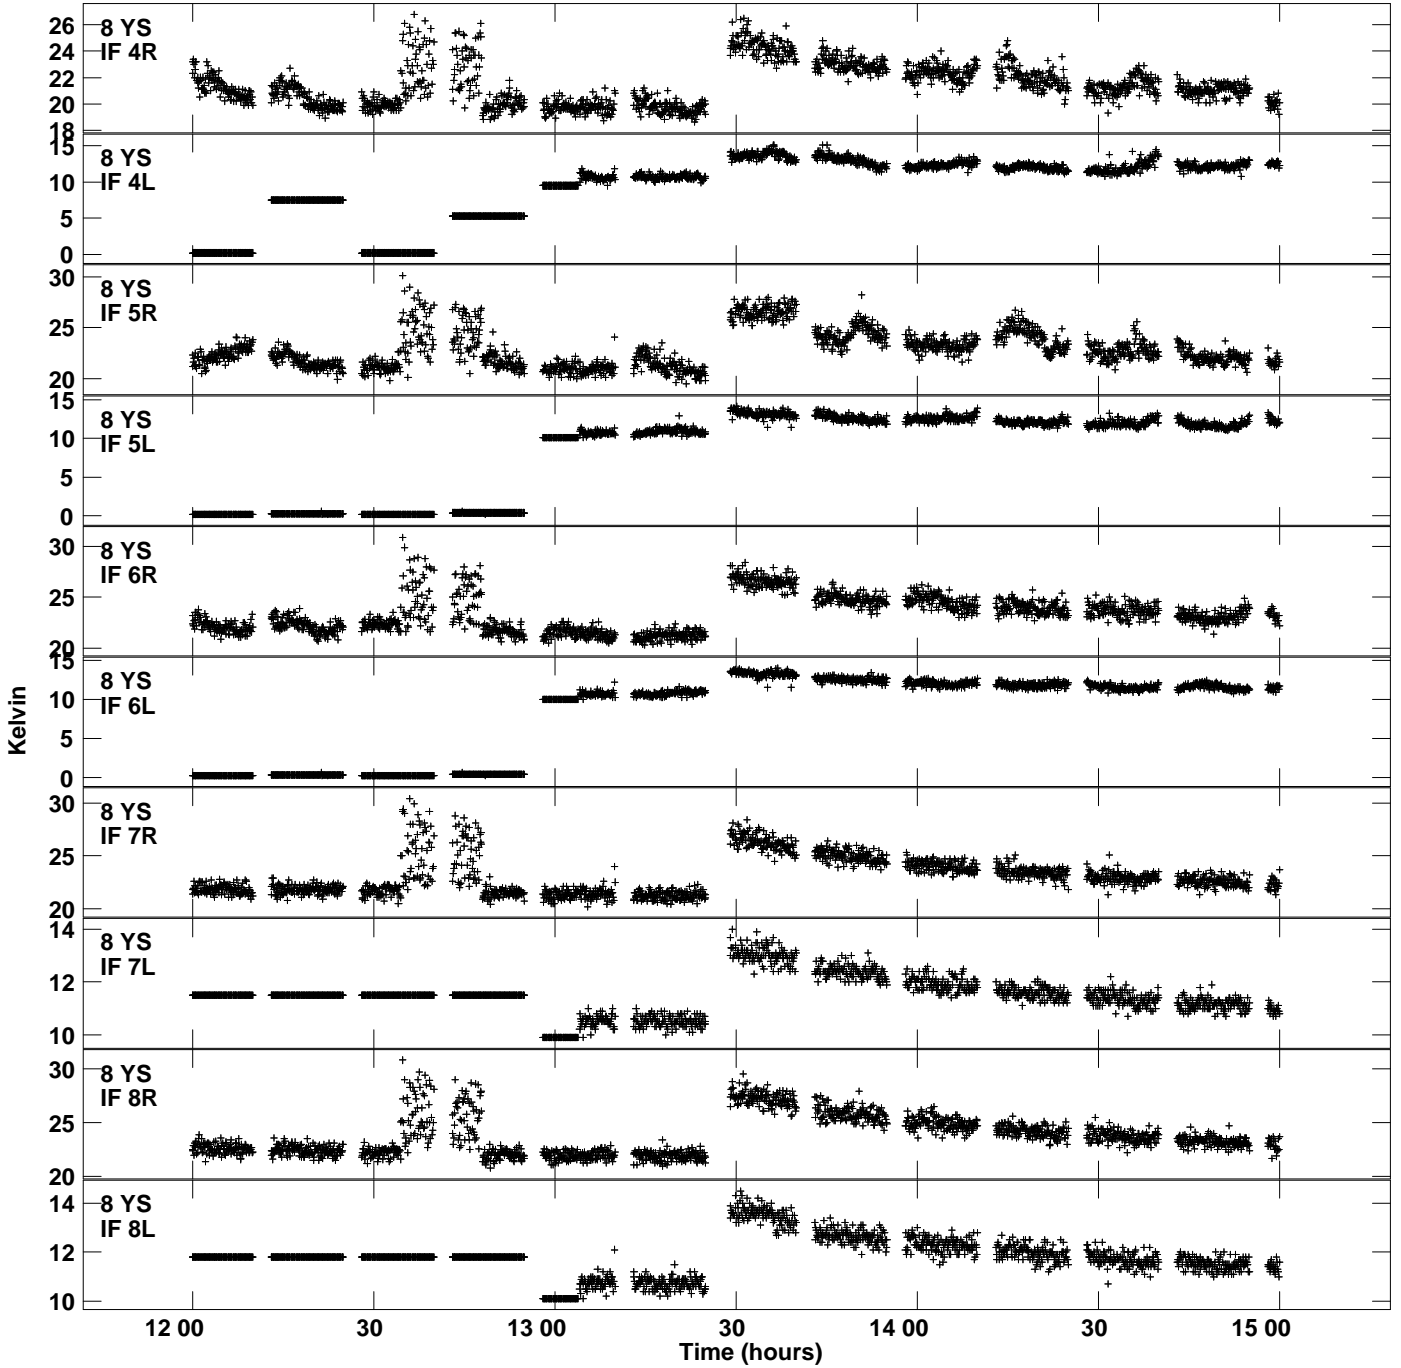 8 YS
IF 4R
26
24
22
20
18
8 YS
IF 4L
15
10
5
0
8 YS
IF 5R
30
25
20
8 YS
IF 5L
15
10
5
0
8 YS
IF 6R
30
25
20
8 YS
IF 6L
15
10
5
0
8 YS
IF 7R
30
25
20
8 YS
IF 7L
14
12
10
8 YS
IF 8R
30
25
20
8 YS
IF 8L
14
12
10
Kelvin
12 00 30 13 00 30 14 00 30 15 00
Time (hours)